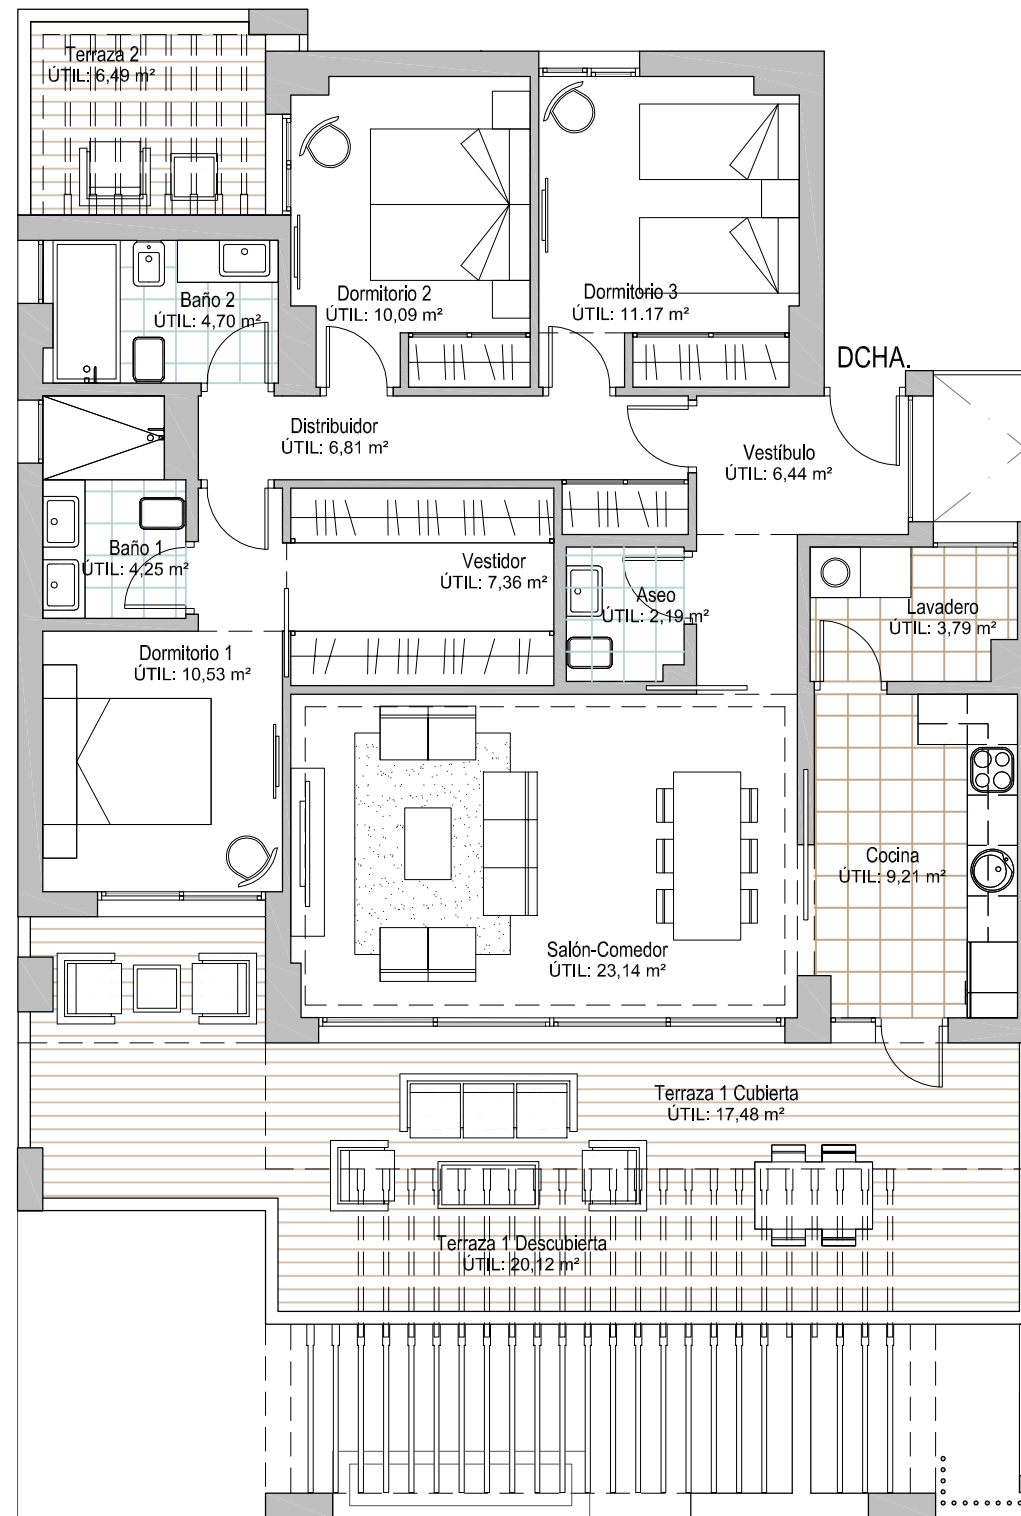 Terraza 2
ÚTIL: 6,49 m²
Dormitorio 2
ÚTIL: 10,09 m²
Dormitorio 3
ÚTIL: 11.17 m²
Baño 2
ÚTIL: 4,70 m²
DCHA.
Distribuidor
ÚTIL: 6,81 m²
Vestíbulo
ÚTIL: 6,44 m²
Baño 1
ÚTIL: 4,25 m²
Vestidor
ÚTIL: 7,36 m²
Aseo
ÚTIL: 2,19 m²
Lavadero
ÚTIL: 3,79 m²
Dormitorio 1
ÚTIL: 10,53 m²
Cocina
ÚTIL: 9,21 m²
Salón-Comedor
ÚTIL: 23,14 m²
Terraza 1 Cubierta
ÚTIL: 17,48 m²
Terraza 1 Descubierta
ÚTIL: 20,12 m²